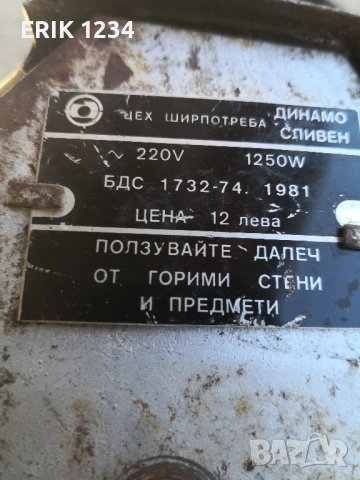 ERIK 1234
ЦЕХ ШИРПОТРЕБА
ДИНАМО
СЛИВЕН
~ 220V 1250W
БДС 1732-74. 1981
ЦЕНА 12 лева
ПОЛЗУВАЙТЕ ДАЛЕЧ
ОТ ГОРИМИ СТЕНИ
И ПРЕДМЕТИ
BAZAR